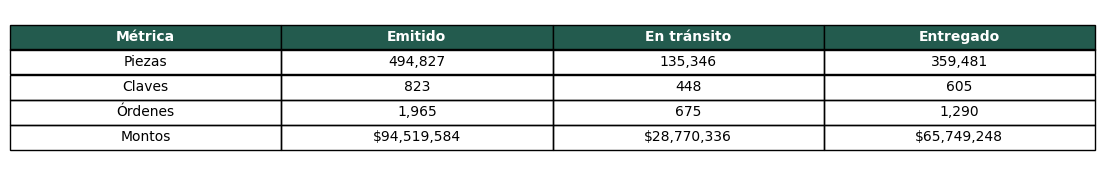 Métrica Emitido En tránsito Entregado
Piezas 494,827 135,346 359,481
Claves 823 448 605
Órdenes 1,965 675 1,290
Montos $94,519,584 $28,770,336 $65,749,248